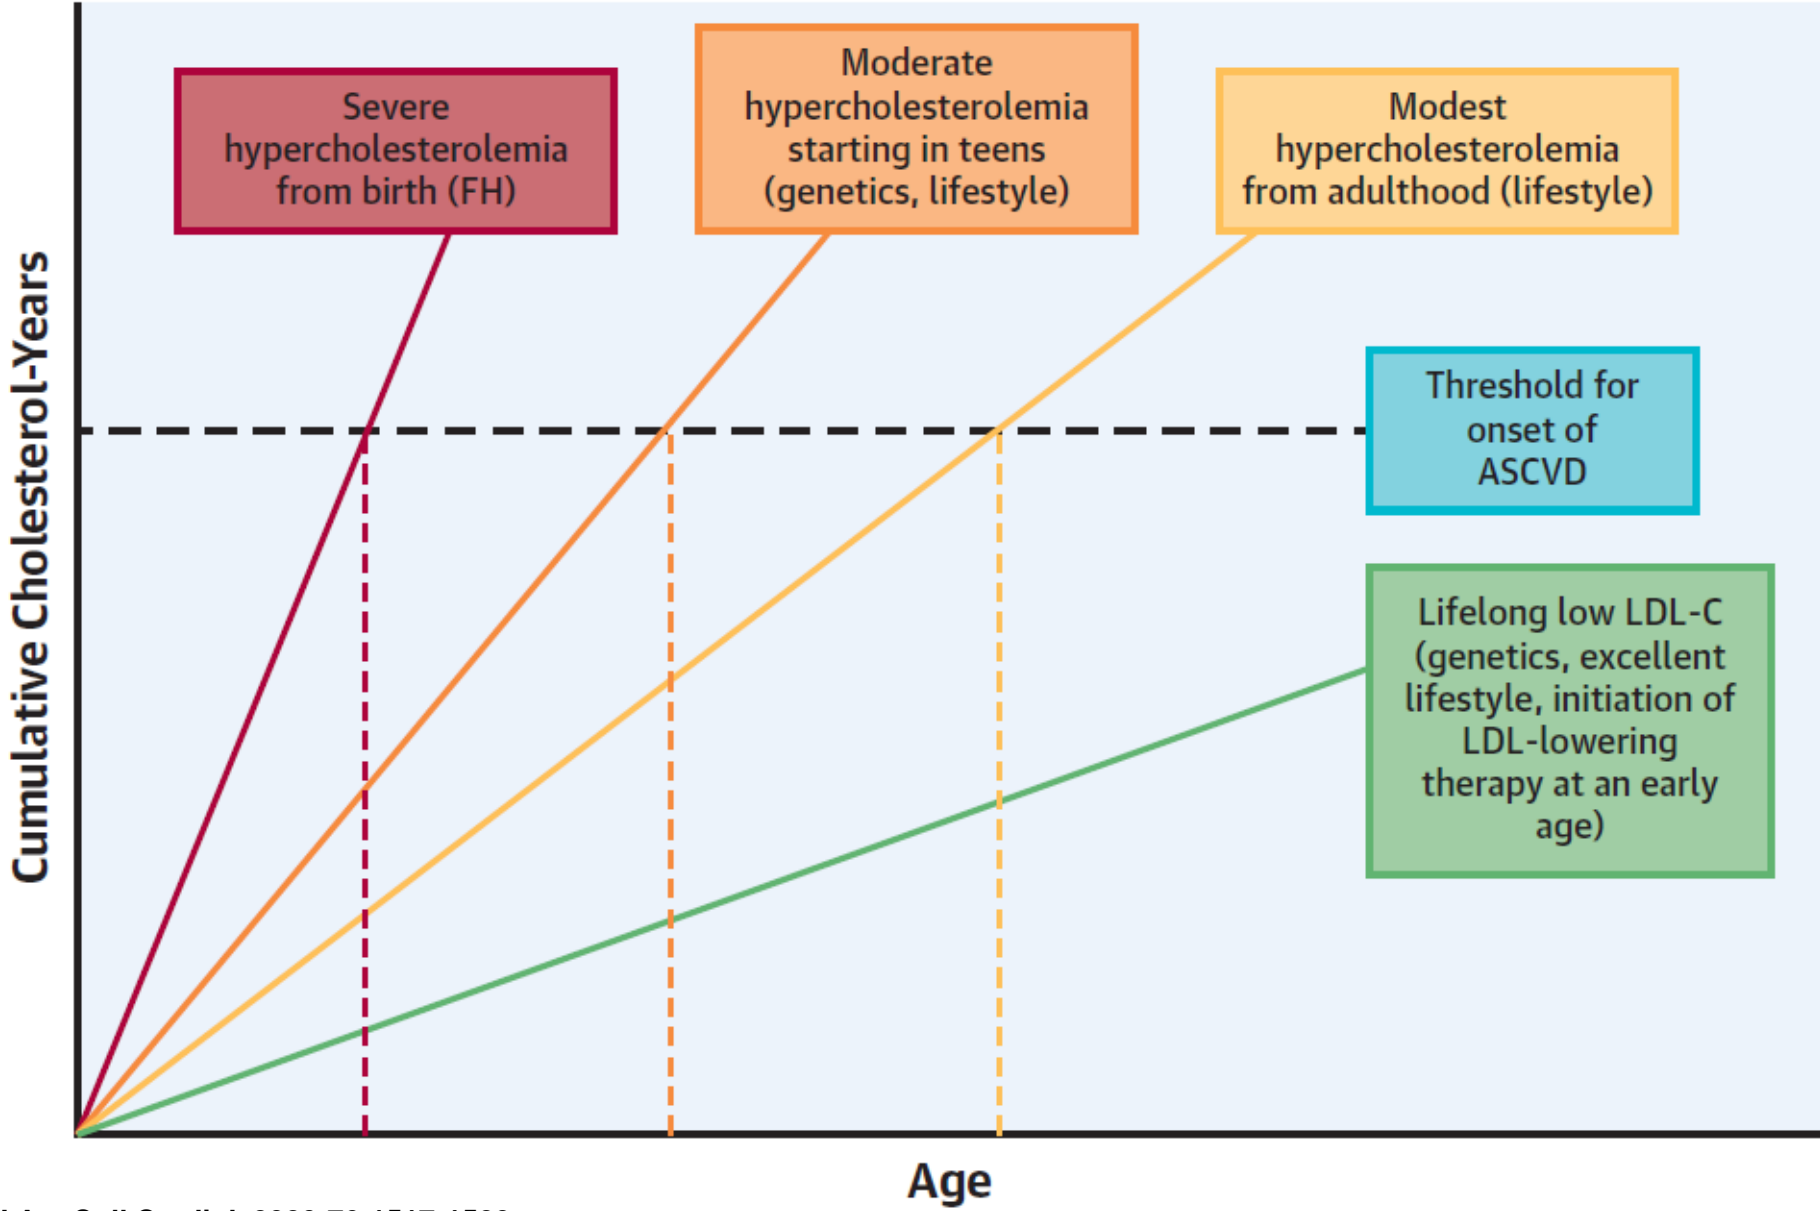 Severe
hypercholesterolemia
from birth (FH)
Moderate
hypercholesterolemia
starting in teens
(genetics, lifestyle)
Modest
hypercholesterolemia
from adulthood (lifestyle)
Threshold for
onset of
ASCVD
Lifelong low LDL-C
(genetics, excellent
lifestyle, initiation of
LDL-lowering
therapy at an early
age)
Cumulative Cholesterol-Years
Age